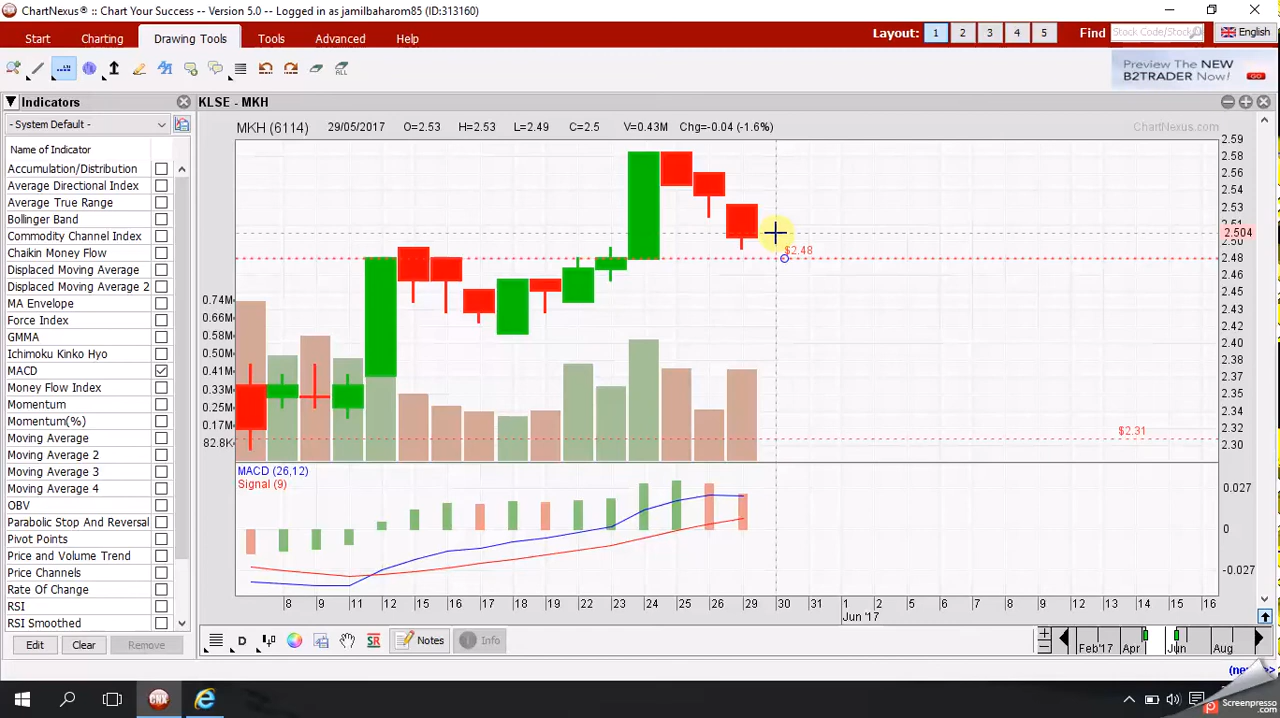 ChartNexus® :: Chart Your Success -- Version 5.0 -- Logged in as jamilbaharom85 (ID:313160)
Start Charting Drawing Tools Tools Advanced Help Layout: 1 2 3 4 5 Find Stock Code/Stock English
ALL
Preview The NEW
B2TRADER Now! GO
Indicators
KLSE - MKH
- System Default -
MKH (6114) 29/05/2017 O=2.53 H=2.53 L=2.49 C=2.5 V=0.43M Chg=-0.04 (-1.6%) ChartNexus.com
Name of Indicator
Accumulation/Distribution
Average Directional Index
Average True Range
Bollinger Band
Commodity Channel Index
Chaikin Money Flow
Displaced Moving Average
Displaced Moving Average 2
MA Envelope
Force Index
GMMA
Ichimoku Kinko Hyo
MACD
Money Flow Index
Momentum
Momentum(%)
Moving Average
Moving Average 2
Moving Average 3
Moving Average 4
OBV
Parabolic Stop And Reversal
Pivot Points
Price and Volume Trend
Price Channels
Rate Of Change
RSI
RSI Smoothed
Edit Clear Remove
0.74M
0.66M
0.58M
0.50M
0.41M
0.33M
0.25M
0.17M
82.8K
$2.48
$2.31
2.59
2.58
2.56
2.54
2.53
2.51
2.504
2.50
2.48
2.46
2.45
2.43
2.42
2.40
2.38
2.37
2.35
2.34
2.32
2.30
MACD (26,12)
Signal (9)
0.027
0
-0.027
8 9 11 12 15 16 17 18 19 22 23 24 25 26 29 30 31 1 2 5 6 7 8 9 12 13 14 15 16
Jun '17
D SR Notes Info
Feb'17 Apr Jun Aug
CNX
Screenpresso
.com